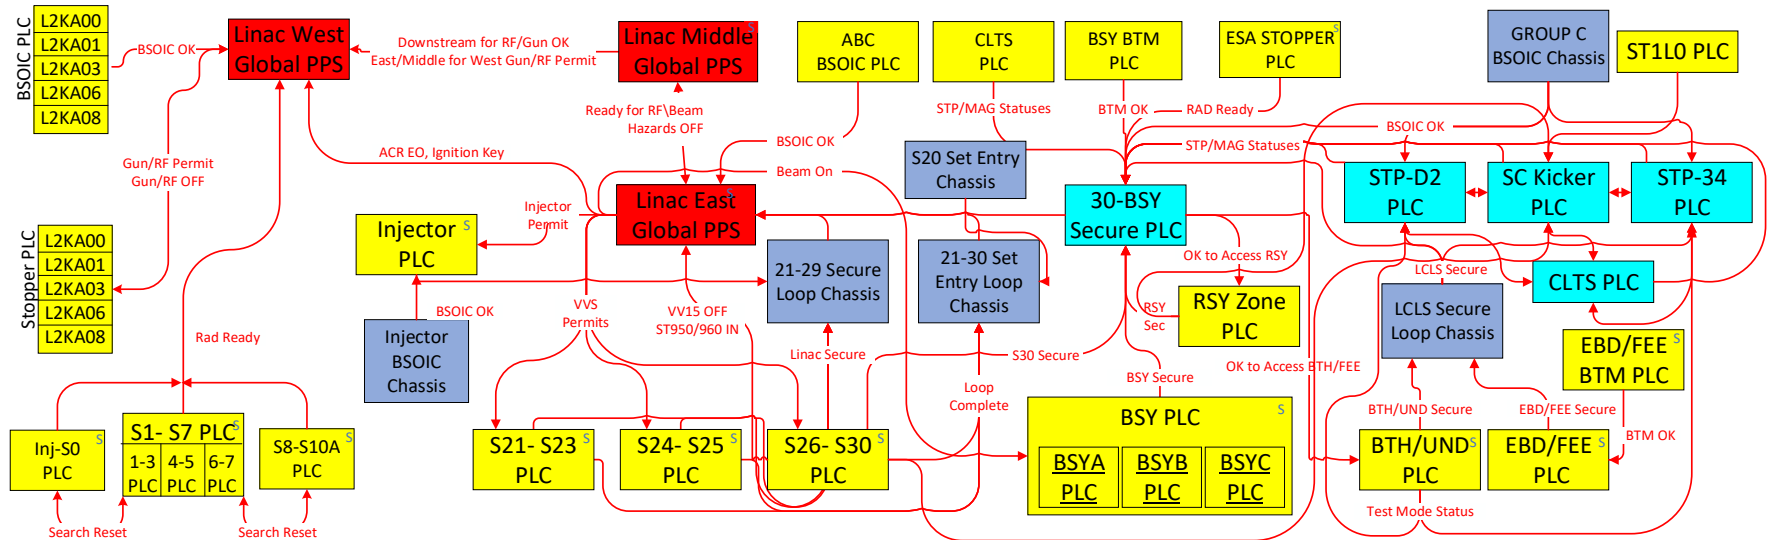 BSOIC PLC
L2KA00
L2KA01
L2KA03
L2KA06
L2KA08
BSOIC OK
Linac West
Global PPS
Downstream for RF/Gun OK
East/Middle for West Gun/RF Permit
Linac Middle
Global PPS
S
ABC
BSOIC PLC
CLTS
PLC
BSY BTM
PLC
ESA STOPPER
PLC
S
GROUP C
BSOIC Chassis
ST1L0 PLC
Ready for RF\Beam
Hazards OFF
BSOIC OK
STP/MAG Statuses
BTM OK
RAD Ready
BSOIC OK
STP/MAG Statuses
Gun/RF Permit
Gun/RF OFF
ACR EO, Ignition Key
Beam On
S20 Set Entry
Chassis
Stopper PLC
L2KA00
L2KA01
L2KA03
L2KA06
L2KA08
Injector
Permit
Linac East
Global PPS
S
30-BSY
Secure PLC
STP-D2
PLC
SC Kicker
PLC
STP-34
PLC
Injector
PLC
S
21-29 Secure
Loop Chassis
21-30 Set
Entry Loop
Chassis
OK to Access RSY
RSY Zone
PLC
RSY
Sec
LCLS Secure
CLTS PLC
LCLS Secure
Loop Chassis
BSOIC OK
Injector
BSOIC
Chassis
VVS
Permits
VV15 OFF
ST950/960 IN
Rad Ready
Linac Secure
S30 Secure
Loop
Complete
BSY Secure
OK to Access BTH/FEE
EBD/FEE
BTM PLC
S
BTH/UND Secure
EBD/FEE Secure
BTM OK
Inj-S0
PLC
S
S1- S7 PLC
S
1-3
PLC
4-5
PLC
6-7
PLC
S8-S10A
PLC
S
Search Reset
Search Reset
S21- S23
PLC
S
S24- S25
PLC
S
S26- S30
PLC
S
BSY PLC
S
BSYA
PLC
BSYB
PLC
BSYC
PLC
BTH/UND
PLC
S
EBD/FEE
PLC
S
Test Mode Status